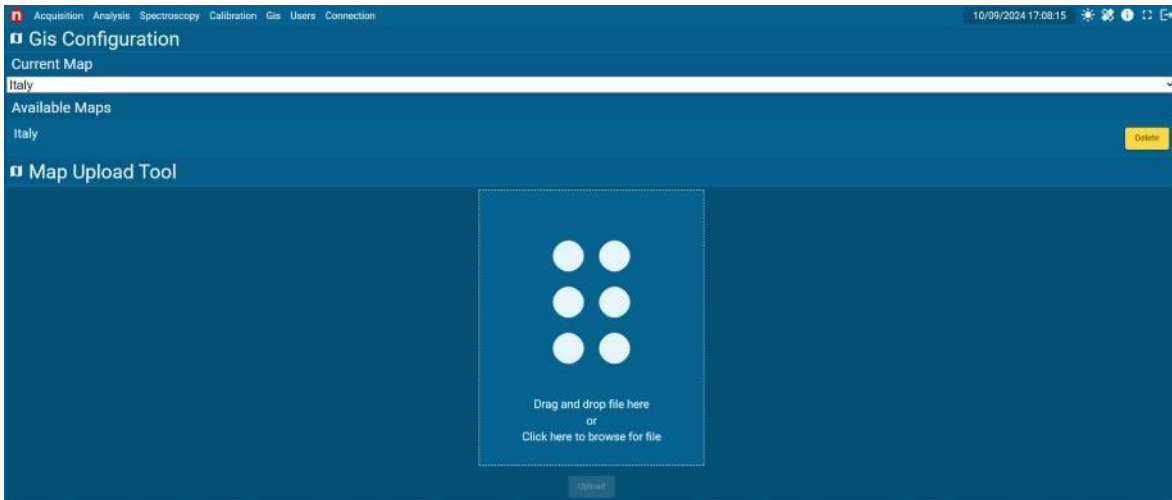 n Acquisition Analysis Spectroscopy Calibration Gis Users Connection 10/09/2024 17:08:15
Gis Configuration
Current Map
Italy
Available Maps
Italy Delete
Map Upload Tool
Drag and drop file here
or
Click here to browse for file
Upload